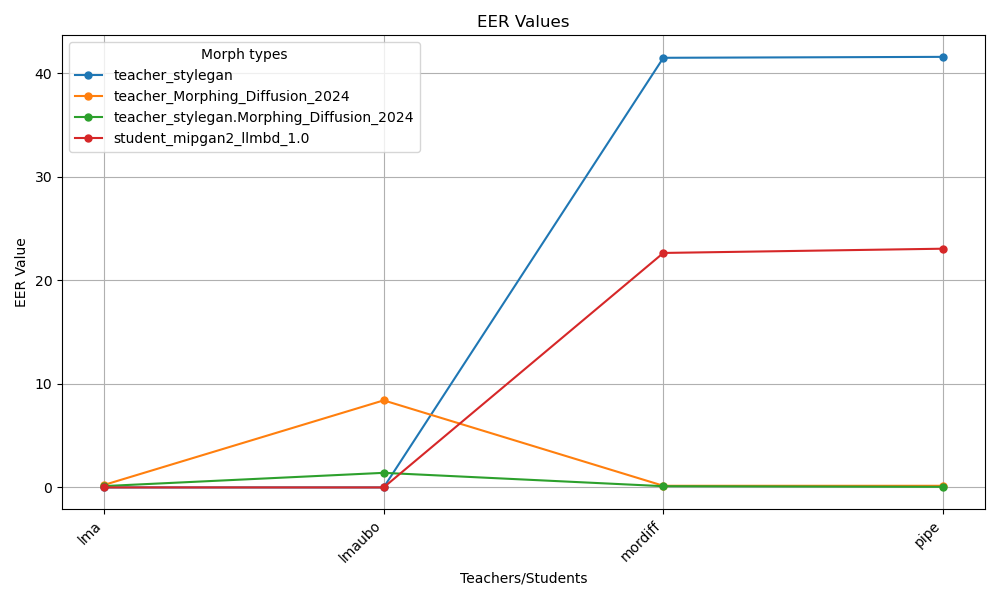 EER Values
Morph types
teacher_stylegan
teacher_Morphing_Diffusion_2024
teacher_stylegan.Morphing_Diffusion_2024
student_mipgan2_llmbd_1.0
EER Value
40
30
20
10
0
lma
lmaubo
mordiff
pipe
Teachers/Students